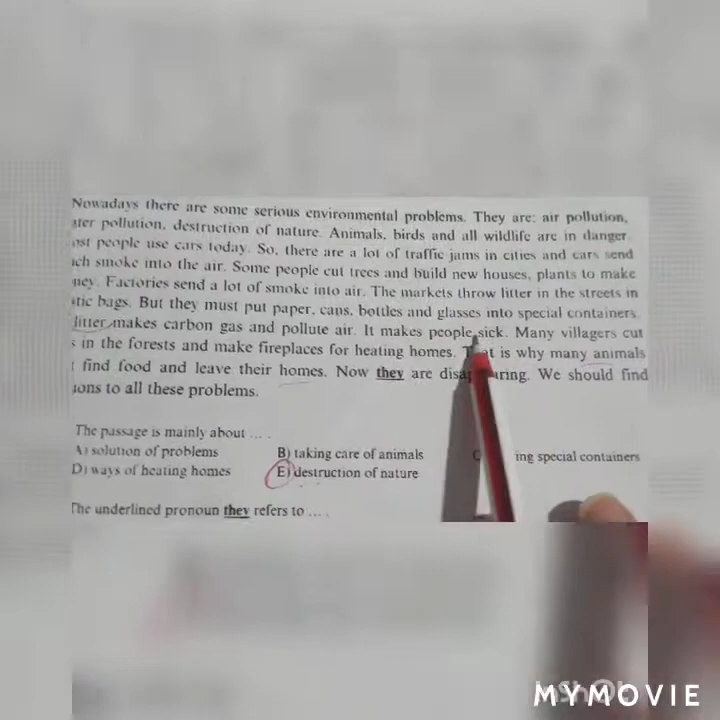 Nowadays there are some serious environmental problems. They are: air pollution,
ater pollution, destruction of nature. Animals, birds and all wildlife are in danger.
ost people use cars today. So, there are a lot of traffic jams in cities and cars send
ich smoke into the air. Some people cut trees and build new houses, plants to make
ney. Factories send a lot of smoke into air. The markets throw litter in the streets in
stic bags. But they must put paper, cans, bottles and glasses into special containers.
litter makes carbon gas and pollute air. It makes people sick. Many villagers cut
s in the forests and make fireplaces for heating homes. That is why many animals
t find food and leave their homes. Now they are disap ring. We should find
ions to all these problems.
The passage is mainly about ... .
A) solution of problems
B) taking care of animals
C ing special containers
D) ways of heating homes
E) destruction of nature
The underlined pronoun they refers to ... .
MYMOVIE